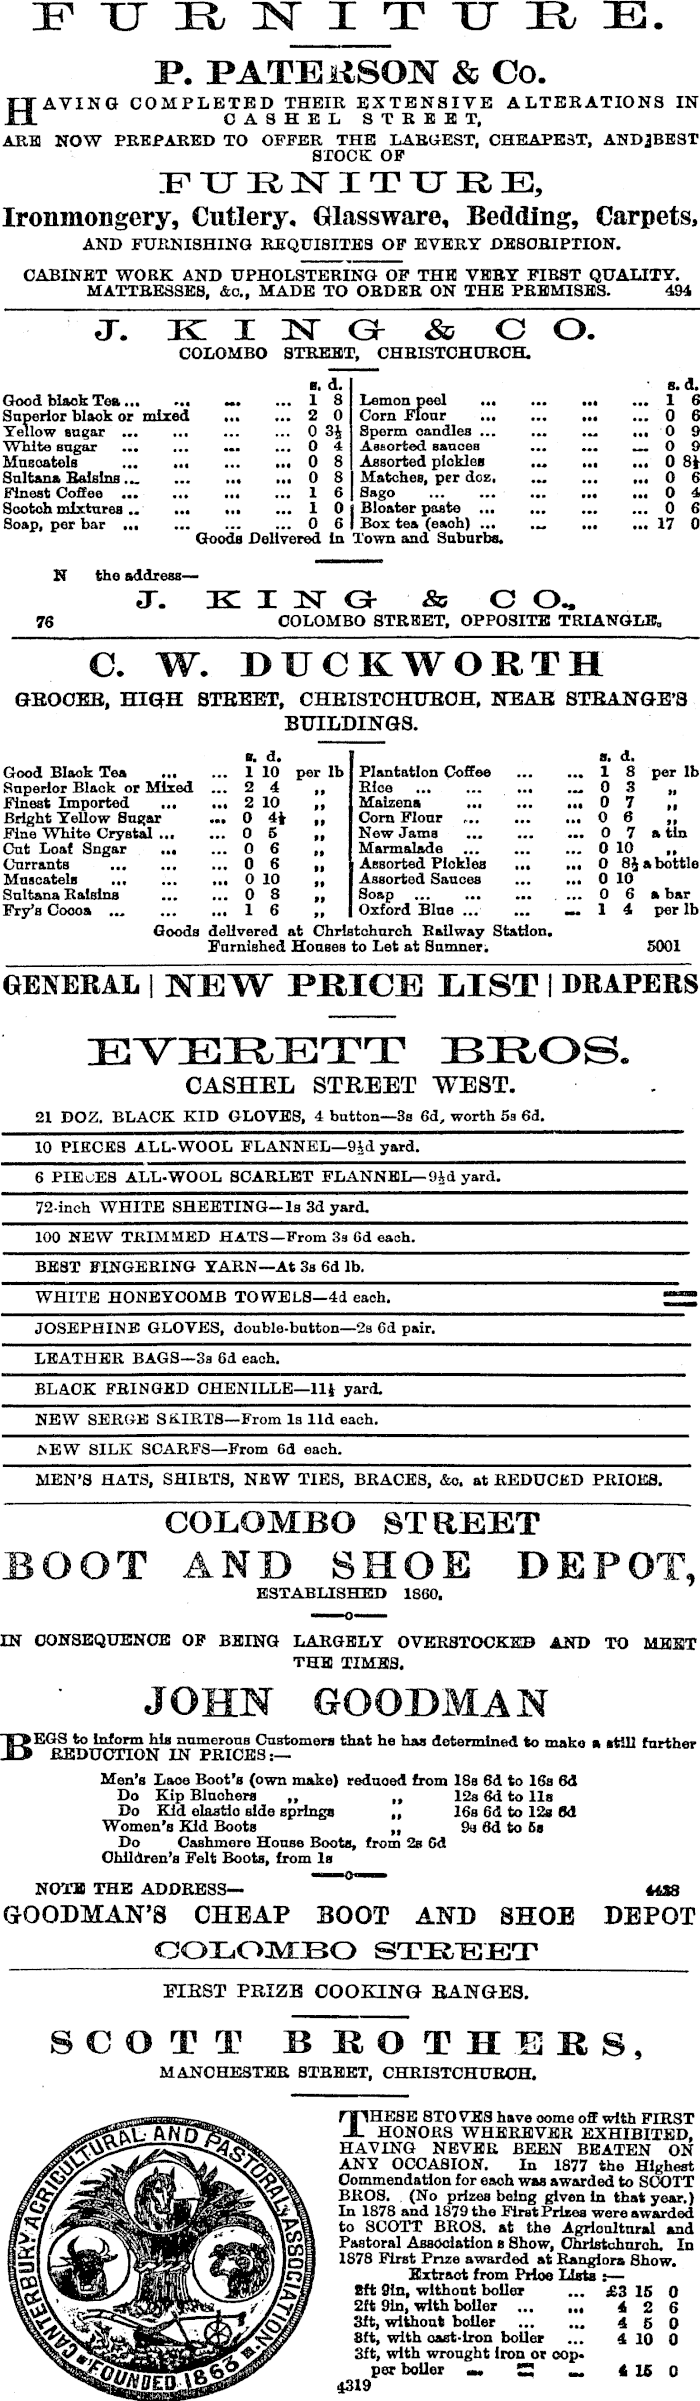 FURNITURE.
P. PATERSON & Co.
HAVING COMPLETED THEIR EXTENSIVE ALTERATIONS IN
CASHEL STREET,
ARE NOW PREPARED TO OFFER THE LARGEST, CHEAPEST, AND BEST
STOCK OF
FURNITURE,
Ironmongery, Cutlery, Glassware, Bedding, Carpets,
AND FURNISHING REQUISITES OF EVERY DESCRIPTION.
CABINET WORK AND UPHOLSTERING OF THE VERY FIRST QUALITY.
MATTRESSES, &c., MADE TO ORDER ON THE PREMISES. 494
J. KING & CO.
COLOMBO STREET, CHRISTCHURCH.
s. d.
Good black Tea ... ... ... ... 1 8
Superior black or mixed ... ... 2 0
Yellow sugar ... ... ... ... 0 3½
White sugar ... ... ... ... 0 4
Muscatels ... ... ... ... 0 8
Sultana Raisins ... ... ... ... 0 8
Finest Coffee ... ... ... ... 1 6
Scotch mixtures .. ... ... ... 1 0
Soap, per bar ... ... ... ... 0 6
s. d.
Lemon peel ... ... ... ... 1 6
Corn Flour ... ... ... ... 0 6
Sperm candles ... ... ... ... 0 9
Assorted sauces ... ... ... 0 9
Assorted pickles ... ... ... 0 8½
Matches, per doz. ... ... ... 0 6
Sago ... ... ... ... 0 4
Bloater paste ... ... ... 0 6
Box tea (each) ... ... ... ... 17 0
Goods Delivered in Town and Suburbs.
N the address—
J. KING & CO.,
76 COLOMBO STREET, OPPOSITE TRIANGLE.
C. W. DUCKWORTH
GROCER, HIGH STREET, CHRISTCHURCH, NEAR STRANGE'S
BUILDINGS.
s. d.
Good Black Tea ... ... 1 10 per lb
Superior Black or Mixed ... 2 4 „
Finest Imported ... ... 2 10 „
Bright Yellow Sugar ... 0 4½ „
Fine White Crystal ... ... 0 5 „
Cut Loaf Sugar ... ... 0 6 „
Currants ... ... ... 0 6 „
Muscatels ... ... ... 0 10 „
Sultana Raisins ... ... 0 8 „
Fry's Cocoa ... ... ... 1 6 „
s. d.
Plantation Coffee ... ... 1 8 per lb
Rice ... ... ... ... 0 3 „
Maizena ... ... ... 0 7 „
Corn Flour ... ... ... 0 6 „
New Jams ... ... ... 0 7 a tin
Marmalade ... ... ... 0 10 „
Assorted Pickles ... ... 0 8½ a bottle
Assorted Sauces ... ... 0 10
Soap ... ... ... ... 0 6 a bar
Oxford Blue ... ... ... 1 4 per lb
Goods delivered at Christchurch Railway Station.
Furnished Houses to Let at Sumner. 5001
GENERAL | NEW PRICE LIST | DRAPERS
EVERETT BROS.
CASHEL STREET WEST.
21 DOZ. BLACK KID GLOVES, 4 button—3s 6d, worth 5s 6d.
10 PIECES ALL-WOOL FLANNEL—9½d yard.
6 PIECES ALL-WOOL SCARLET FLANNEL—9½d yard.
72-inch WHITE SHEETING—1s 3d yard.
100 NEW TRIMMED HATS—From 3s 6d each.
BEST FINGERING YARN—At 3s 6d lb.
WHITE HONEYCOMB TOWELS—4d each.
JOSEPHINE GLOVES, double-button—2s 6d pair.
LEATHER BAGS—3s 6d each.
BLACK FRINGED CHENILLE—11½ yard.
NEW SERGE SKIRTS—From 1s 11d each.
NEW SILK SCARFS—From 6d each.
MEN'S HATS, SHIRTS, NEW TIES, BRACES, &c. at REDUCED PRICES.
COLOMBO STREET
BOOT AND SHOE DEPOT,
ESTABLISHED 1860.
IN CONSEQUENCE OF BEING LARGELY OVERSTOCKED AND TO MEET
THE TIMES.
JOHN GOODMAN
BEGS to inform his numerous Customers that he has determined to make a still further
REDUCTION IN PRICES:—
Men's Lace Boot's (own make) reduced from 18s 6d to 16s 6d
Do Kip Bluchers „ „ 12s 6d to 11s
Do Kid elastic side springs „ 16s 6d to 12s 6d
Women's Kid Boots „ 9s 6d to 5s
Do Cashmere House Boots, from 2s 6d
Children's Felt Boots, from 1s
NOTE THE ADDRESS— 4428
GOODMAN'S CHEAP BOOT AND SHOE DEPOT
COLOMBO STREET
FIRST PRIZE COOKING RANGES.
SCOTT BROTHERS,
MANCHESTER STREET, CHRISTCHURCH.
CANTERBURY AGRICULTURAL AND PASTORAL ASSOCIATION
FOUNDED 1863
THESE STOVES have come off with FIRST
HONORS WHEREVER EXHIBITED,
HAVING NEVER BEEN BEATEN ON
ANY OCCASION. In 1877 the Highest
Commendation for each was awarded to SCOTT
BROS. (No prizes being given in that year.)
In 1878 and 1879 the First Prizes were awarded
to SCOTT BROS. at the Agricultural and
Pastoral Association s Show, Christchurch. In
1878 First Prize awarded at Rangiora Show.
Extract from Price Lists :—
2ft 9in, without boiler ... £3 15 0
2ft 9in, with boiler ... ... 4 2 6
3ft, without boiler ... ... 4 5 0
3ft, with cast-iron boiler ... 4 10 0
3ft, with wrought iron or cop-
per boiler ... ... ... 4 15 0
4319